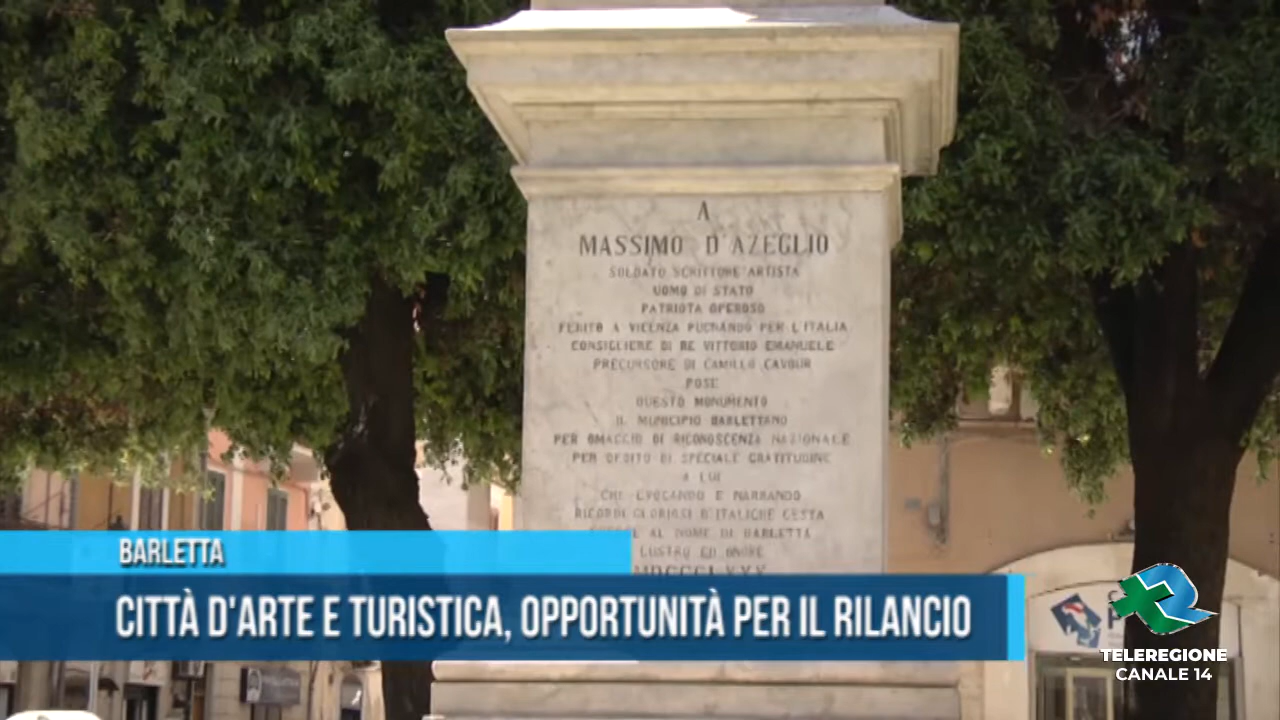 A
MASSIMO D'AZEGLIO
SOLDATO SCRITTORE ARTISTA
UOMO DI STATO
PATRIOTA OPEROSO
FERITO A VICENZA PUGNANDO PER L'ITALIA
CONSIGLIERE DI RE VITTORIO EMANUELE
PRECURSORE DI CAMILLO CAVOUR
POSE
QUESTO MONUMENTO
IL MUNICIPIO BARLETTANO
PER OMAGGIO DI RICONOSCENZA NAZIONALE
PER DEBITO DI SPECIALE GRATITUDINE
A LUI
CHE EVOCANDO E NARRANDO
RICORDI GLORIOSI D'ITALICHE GESTA
AL NOME DI BARLETTA
LUSTRO ED ONORE
MDCCCLXXX
BARLETTA
CITTÀ D'ARTE E TURISTICA, OPPORTUNITÀ PER IL RILANCIO
TELEREGIONE
CANALE 14